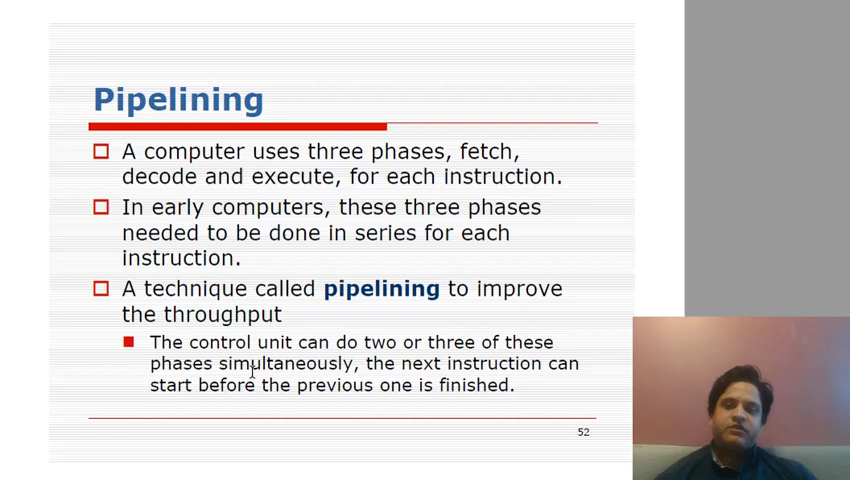 Pipelining
A computer uses three phases, fetch,
decode and execute, for each instruction.
In early computers, these three phases
needed to be done in series for each
instruction.
A technique called pipelining to improve
the throughput
The control unit can do two or three of these
phases simultaneously, the next instruction can
start before the previous one is finished.
52